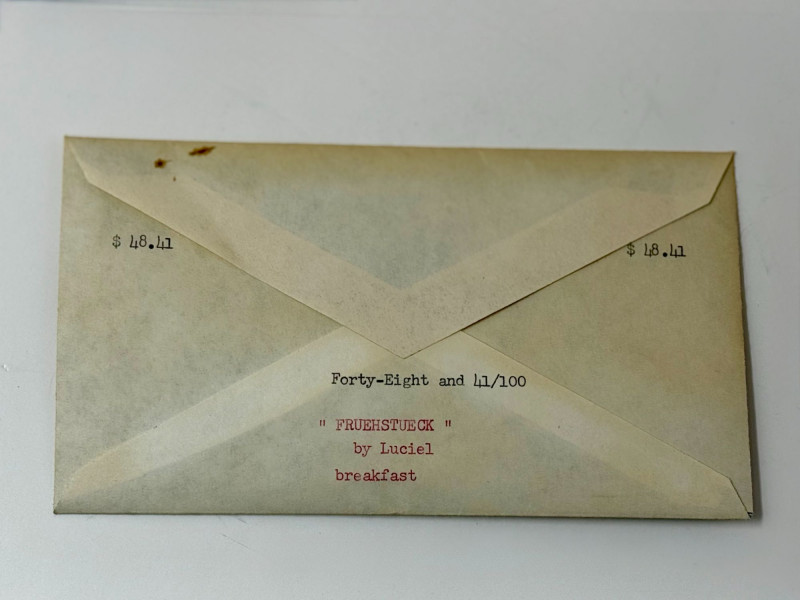 $ 48.41 $ 48.41
Forty-Eight and 41/100
" FRUEHSTUECK "
by Luciel
breakfast